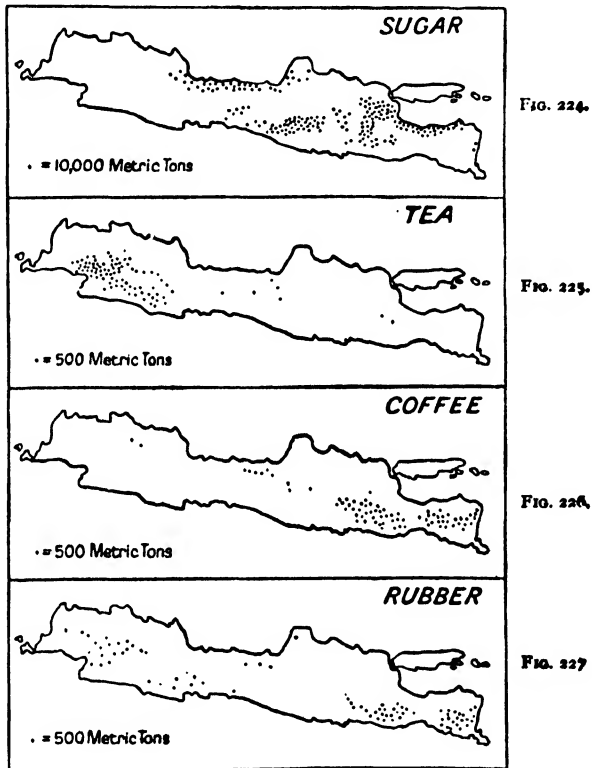 SUGAR
FIG. 224.
• = 10,000 Metric Tons
TEA
FIG. 225.
• = 500 Metric Tons
COFFEE
FIG. 226.
• = 500 Metric Tons
RUBBER
FIG. 227
• = 500 Metric Tons